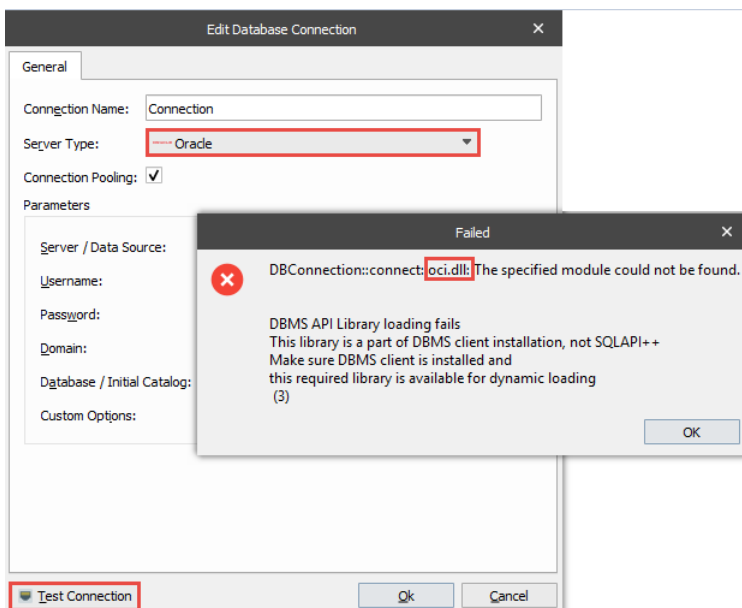 Edit Database Connection
General
Connection Name: Connection
Server Type: Oracle
Connection Pooling:
Parameters
Server / Data Source:
Username:
Password:
Domain:
Database / Initial Catalog:
Custom Options:
Failed
DBConnection::connect: oci.dll: The specified module could not be found.
DBMS API Library loading fails
This library is a part of DBMS client installation, not SQLAPI++
Make sure DBMS client is installed and
this required library is available for dynamic loading
(3)
OK
Test Connection Ok Cancel